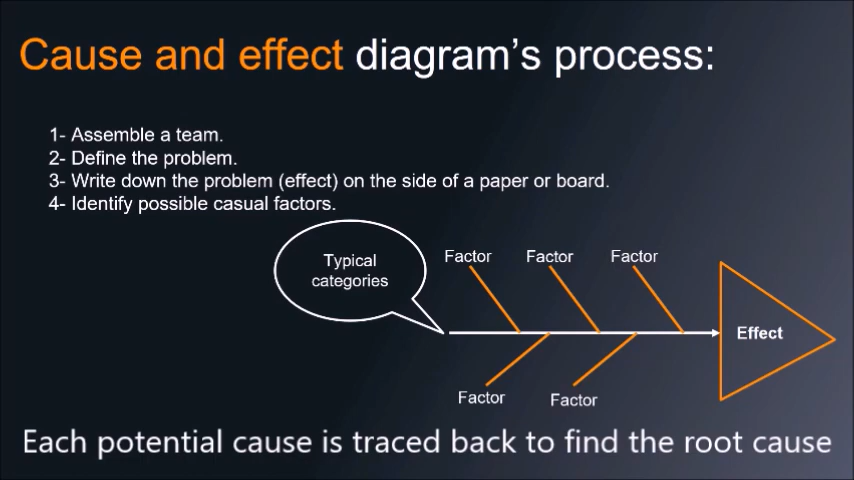 Cause and effect diagram's process:
1- Assemble a team.
2- Define the problem.
3- Write down the problem (effect) on the side of a paper or board.
4- Identify possible casual factors.
Typical
categories
Factor Factor Factor
Effect
Factor Factor
Each potential cause is traced back to find the root cause